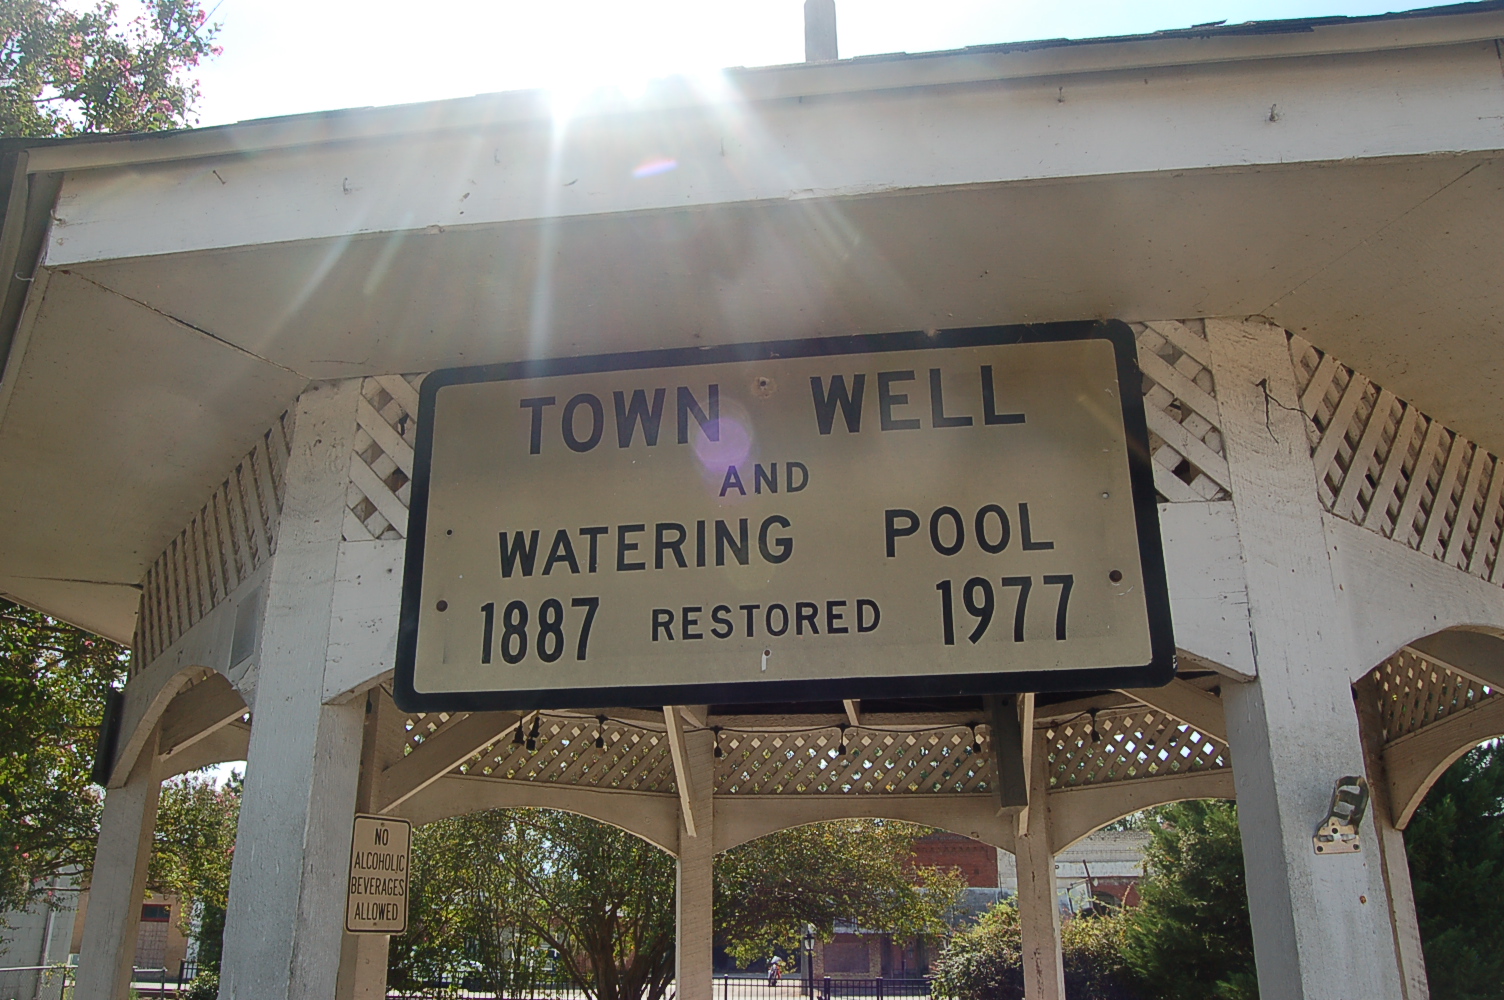 TOWN WELL
AND
WATERING POOL
1887 RESTORED 1977
NO
ALCOHOLIC
BEVERAGES
ALLOWED